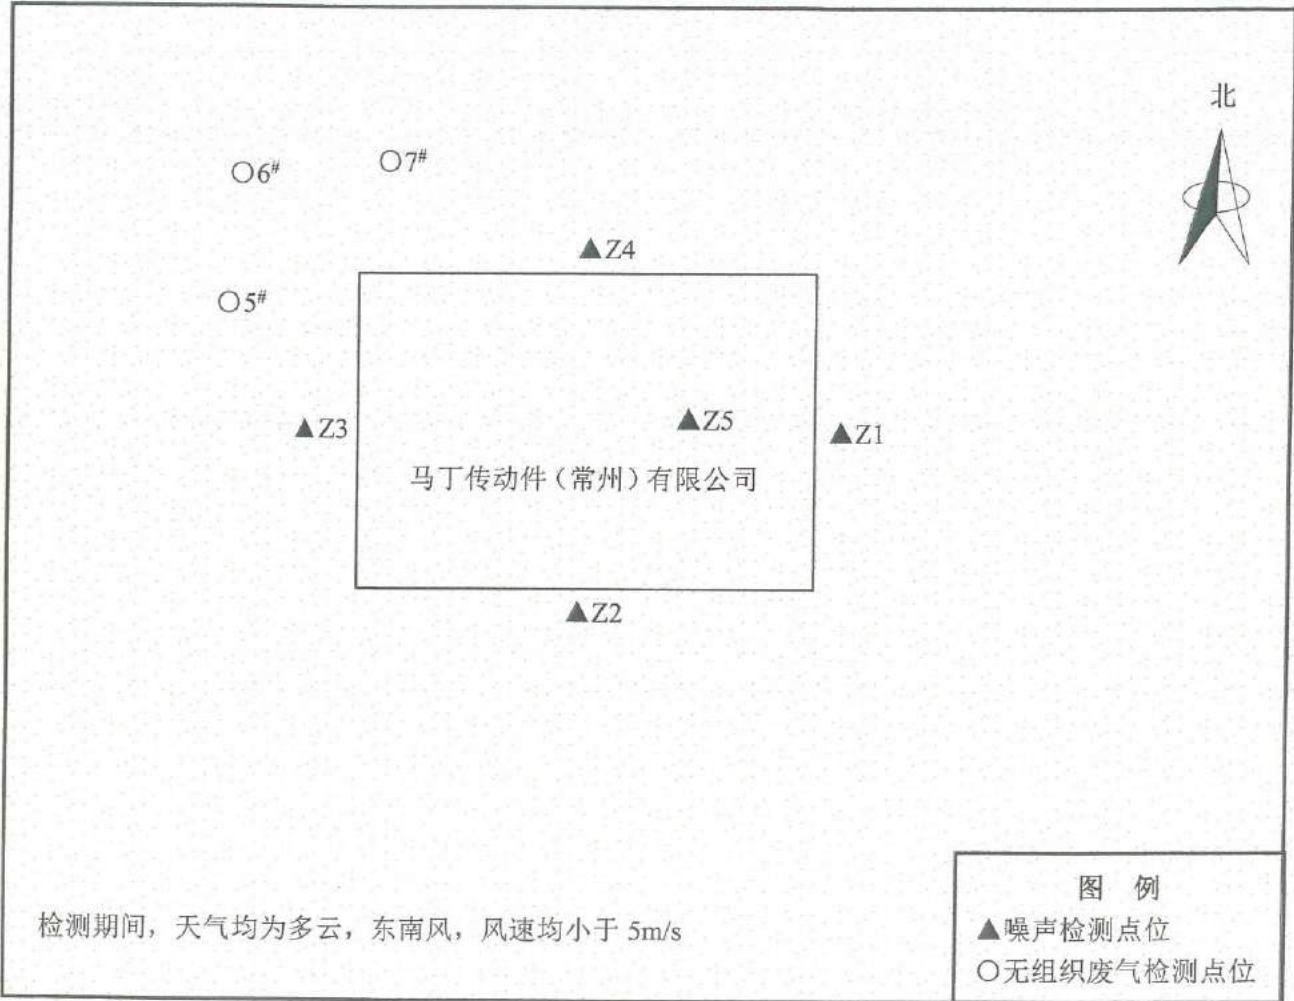 北
○6#
○7#
▲Z4
○5#
▲Z3
▲Z5
▲Z1
马丁传动件（常州）有限公司
▲Z2
检测期间，天气均为多云，东南风，风速均小于 5m/s
图 例
▲噪声检测点位
○无组织废气检测点位